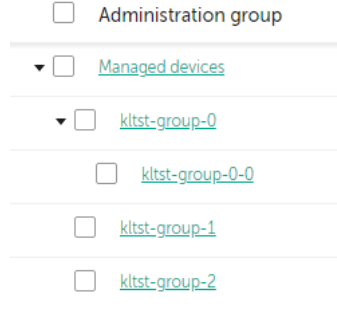 Administration group
Managed devices
kltst-group-0
kltst-group-0-0
kltst-group-1
kltst-group-2